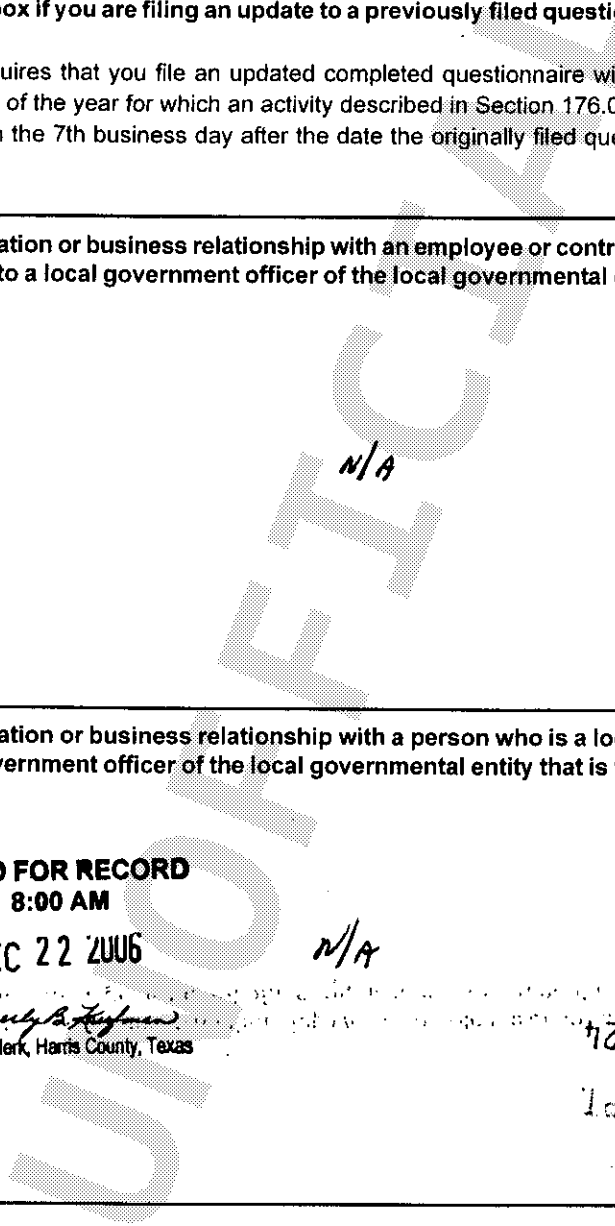 ox if you are filing an update to a previously filed questi
uires that you file an updated completed questionnaire wi
of the year for which an activity described in Section 176.0
the 7th business day after the date the originally filed que
ation or business relationship with an employee or contr
to a local government officer of the local governmental
N/A
ation or business relationship with a person who is a lo
vernment officer of the local governmental entity that is
FOR RECORD
8:00 AM
C 22 2006
N/A
erly B. Kaufman
lerk, Harris County, Texas
UNOFFICIAL